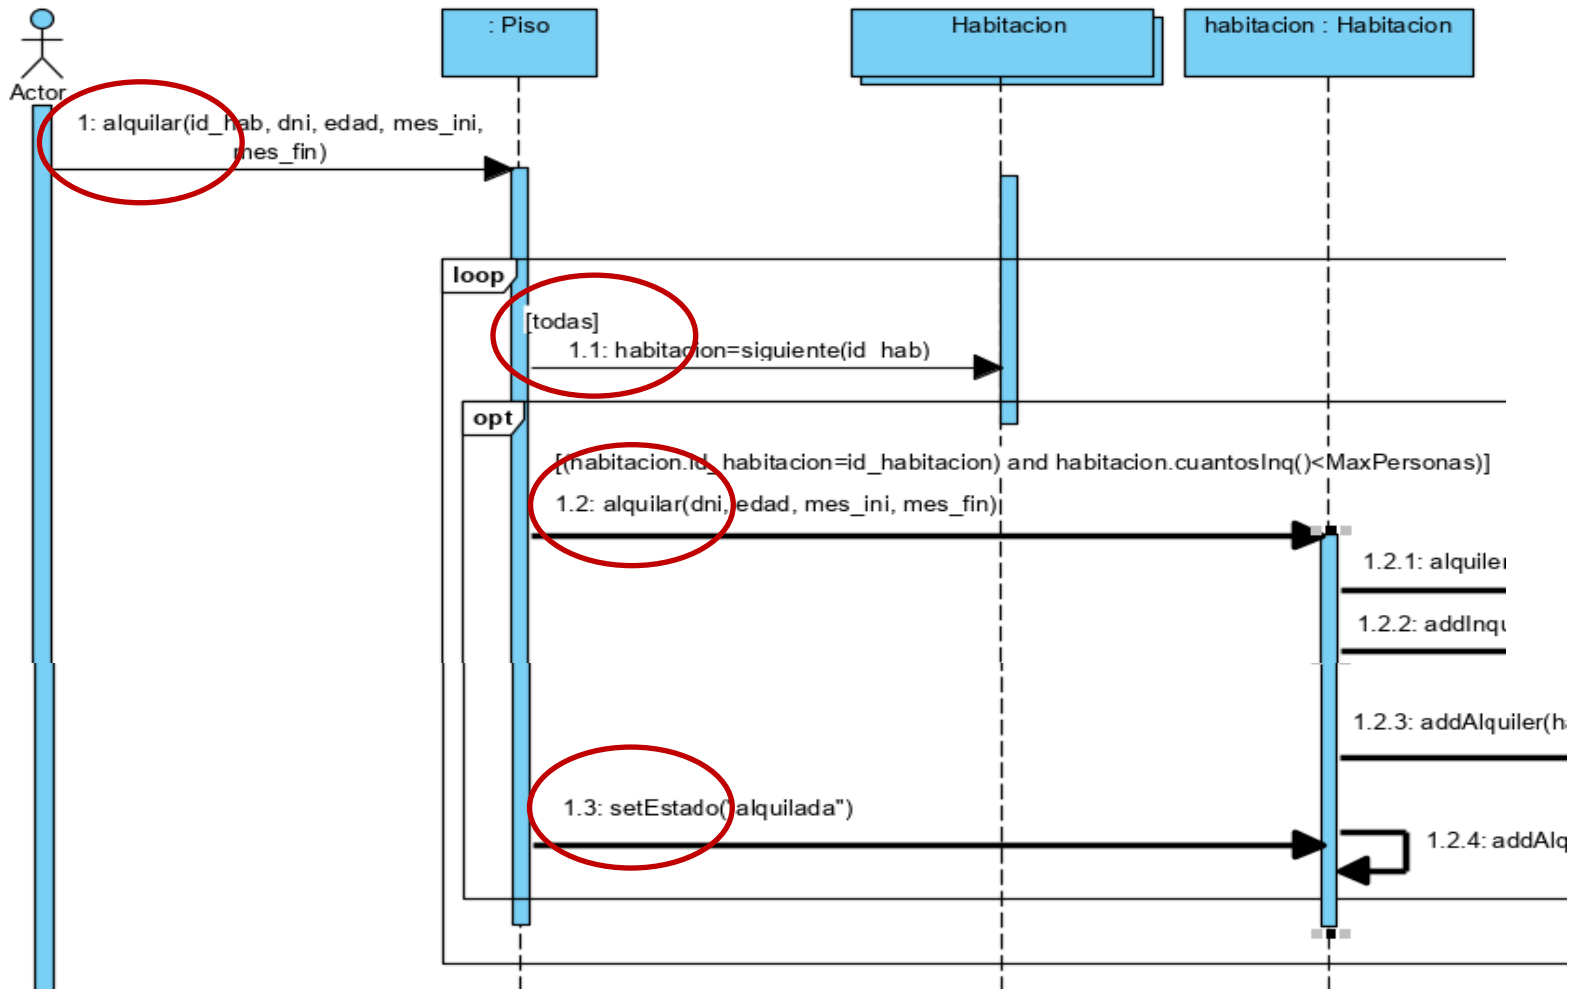 : Piso
Habitacion
habitacion : Habitacion
Actor
1: alquilar(id_hab, dni, edad, mes_ini,
mes_fin)
loop
[todas]
1.1: habitacion=siguiente(id_hab)
opt
[(habitacion.id_habitacion=id_habitacion) and habitacion.cuantosInq()<MaxPersonas)]
1.2: alquilar(dni, edad, mes_ini, mes_fin)
1.2.1: alquiler
1.2.2: addInqu
1.2.3: addAlquiler(h
1.3: setEstado("alquilada")
1.2.4: addAlq